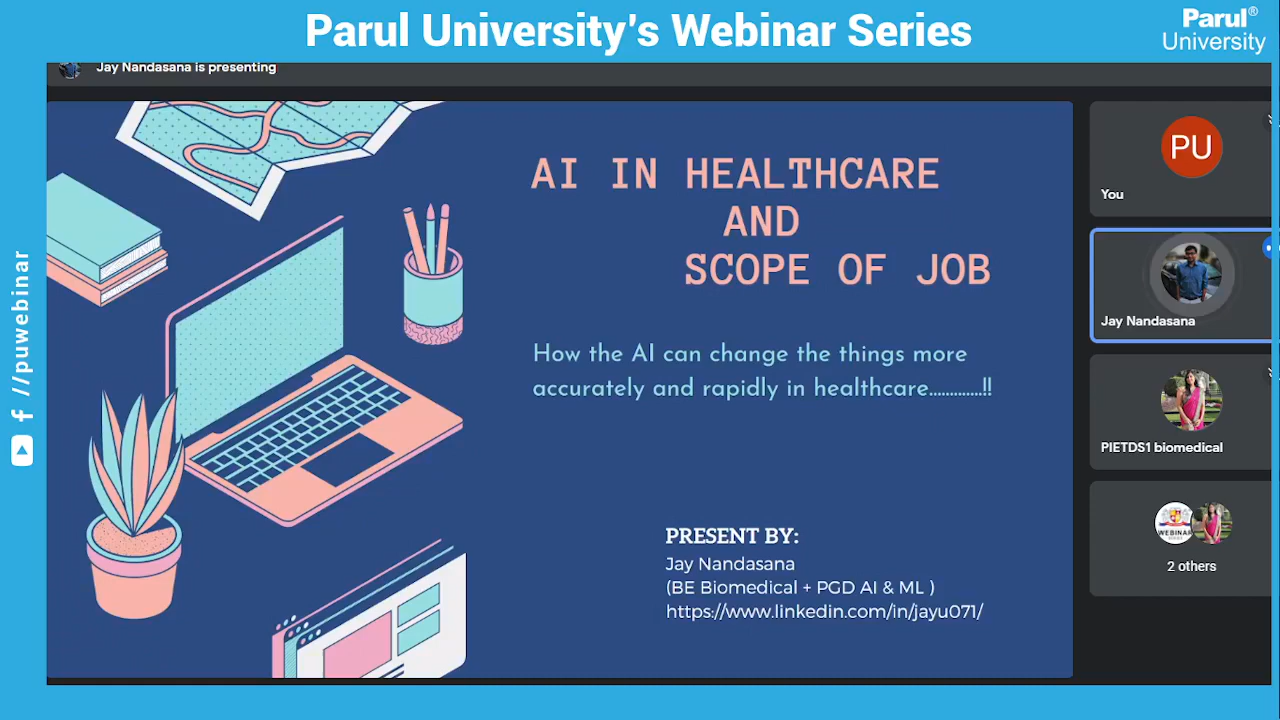 Parul University's Webinar Series
Parul®
University
Jay Nandasana is presenting
AI IN HEALTHCARE
AND
SCOPE OF JOB
How the AI can change the things more
accurately and rapidly in healthcare.............!!
PRESENT BY:
Jay Nandasana
(BE Biomedical + PGD AI & ML )
https://www.linkedin.com/in/jayu071/
PU
You
Jay Nandasana
PIETDS1 biomedical
WEBINAR
2 others
//puwebinar